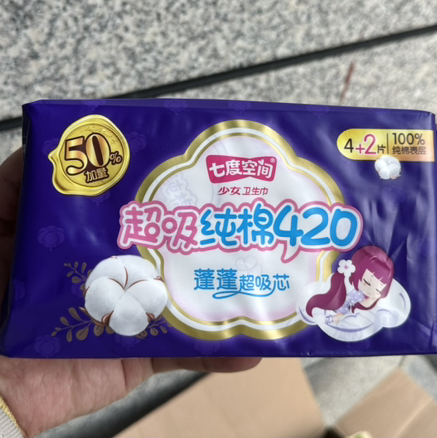 50%
加量
七度空间
少女卫生巾
4+2片
100%
纯棉表层
超吸纯棉420
蓬蓬超吸芯